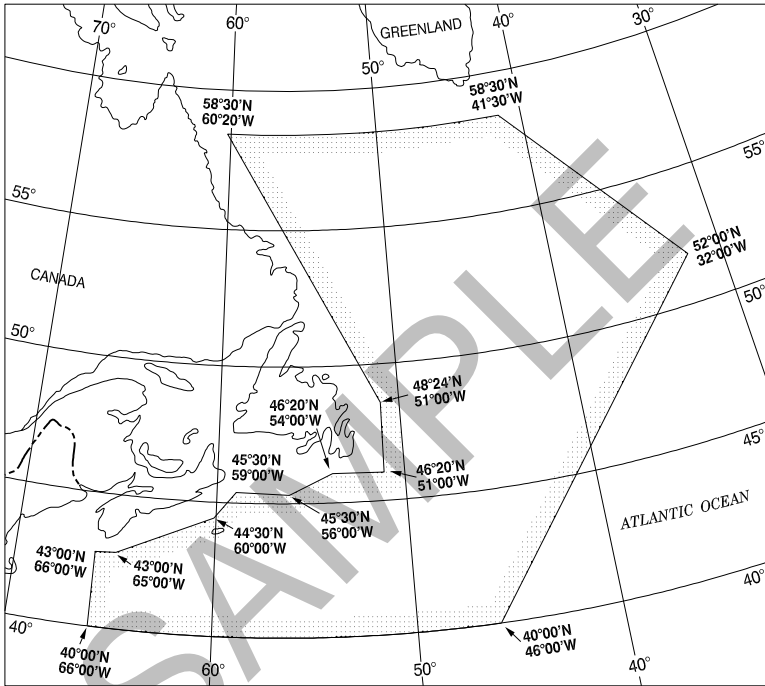 70°
60°
GREENLAND
40°
30°
50°
58°30'N
60°20'W
58°30'N
41°30'W
55°
55°
52°00'N
32°00'W
CANADA
50°
50°
48°24'N
51°00'W
46°20'N
54°00'W
45°
45°
45°30'N
59°00'W
46°20'N
51°00'W
45°30'N
56°00'W
ATLANTIC OCEAN
44°30'N
60°00'W
43°00'N
66°00'W
43°00'N
65°00'W
40°
40°
40°00'N
66°00'W
60°
50°
40°00'N
46°00'W
40°
SAMPLE